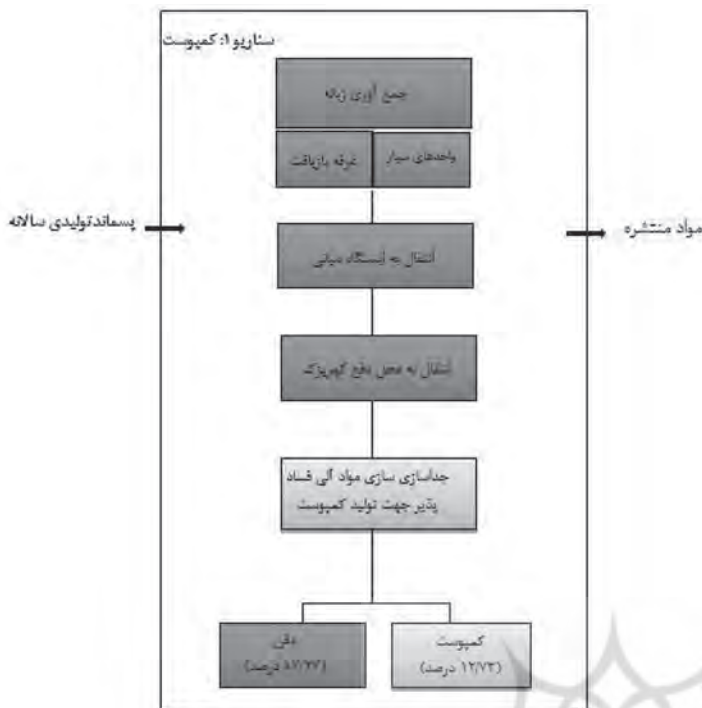 سناریو ۱: کمپوست
جمع آوری زباله
واحدهای سیار
غرفه بازیافت
پسماندتولیدی سالانه
مواد منتشره
انتقال به ایستگاه میانی
انتقال به محل دفع کهریزک
جداسازی سازی مواد آلی فساد
پذیر جهت تولید کمپوست
کمپوست
(۱۲/۷۳ درصد)
دفن
(۸۷/۲۷ درصد)